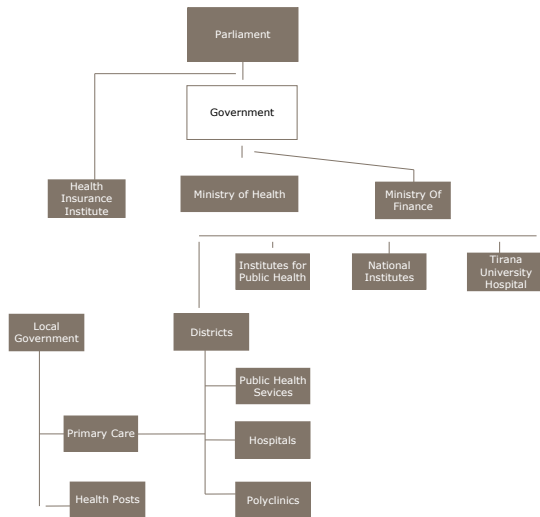 Parliament
Government
Health
Insurance
Institute
Ministry of Health
Ministry Of
Finance
Institutes for
Public Health
National
Institutes
Tirana
University
Hospital
Local
Government
Districts
Public Health
Sevices
Primary Care
Hospitals
Health Posts
Polyclinics